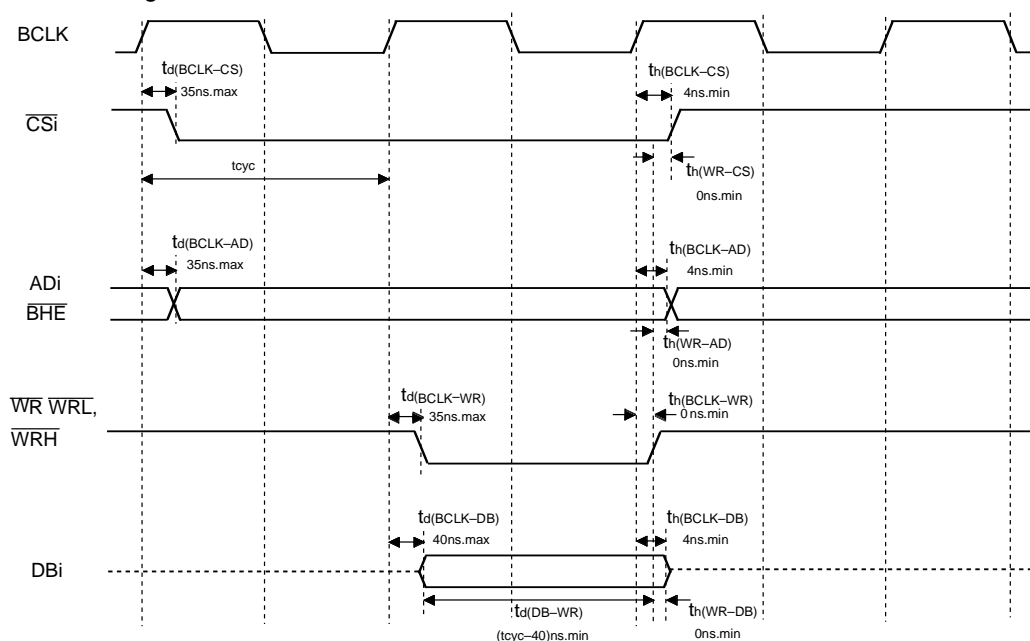 BCLK
td(BCLK–CS)
35ns.max
th(BCLK–CS)
4ns.min
CSi
tcyc
th(WR–CS)
0ns.min
td(BCLK–AD)
35ns.max
th(BCLK–AD)
4ns.min
ADi
BHE
th(WR–AD)
0ns.min
td(BCLK–WR)
35ns.max
th(BCLK–WR)
0ns.min
WR WRL,
WRH
td(BCLK–DB)
40ns.max
th(BCLK–DB)
4ns.min
DBi
td(DB–WR)
(tcyc–40)ns.min
th(WR–DB)
0ns.min